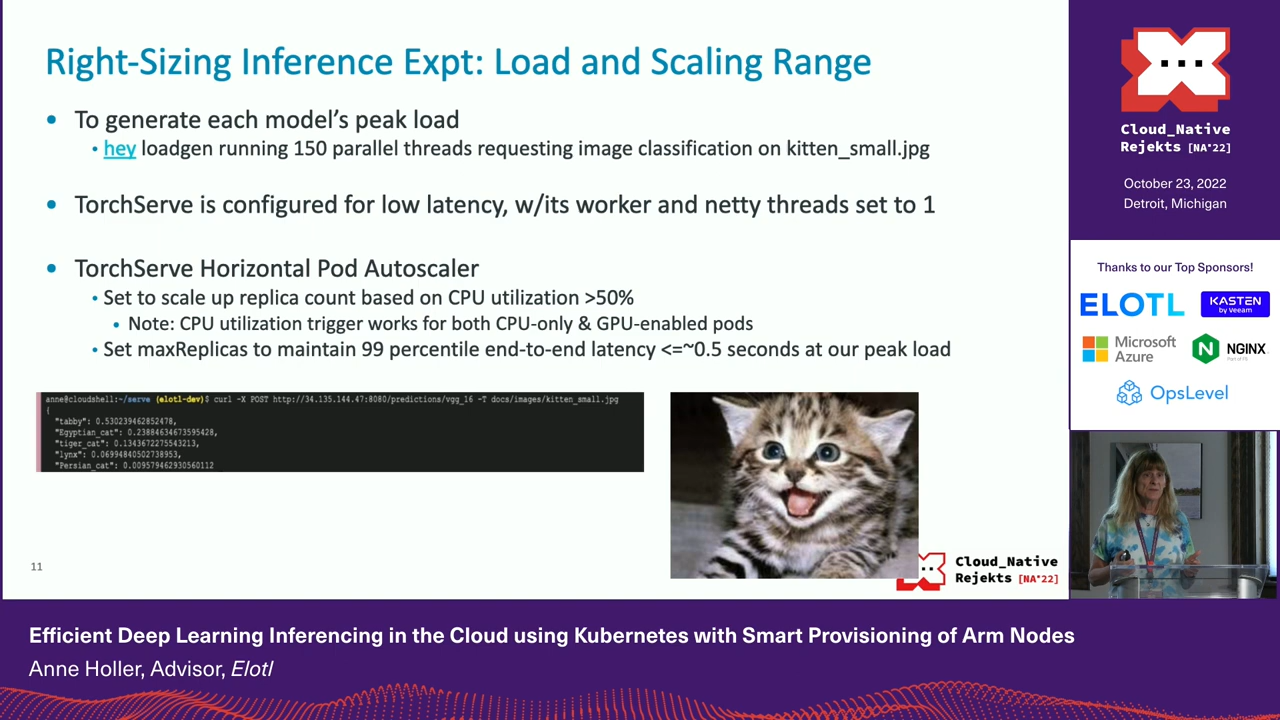 Right-Sizing Inference Expt: Load and Scaling Range
• To generate each model's peak load
• hey loadgen running 150 parallel threads requesting image classification on kitten_small.jpg
• TorchServe is configured for low latency, w/its worker and netty threads set to 1
• TorchServe Horizontal Pod Autoscaler
• Set to scale up replica count based on CPU utilization >50%
• Note: CPU utilization trigger works for both CPU-only & GPU-enabled pods
• Set maxReplicas to maintain 99 percentile end-to-end latency <=~0.5 seconds at our peak load
anne@cloudshell:~/serve (elotl-dev)$ curl -X POST http://34.135.144.47:8080/predictions/vgg_16 -T docs/images/kitten_small.jpg
{
"tabby": 0.530239462852478,
"Egyptian_cat": 0.23884634673595428,
"tiger_cat": 0.1343672275543213,
"lynx": 0.06994840502738953,
"Persian_cat": 0.009579462930560112
11
Cloud_Native
Rejekts [NA'22]
Cloud_Native
Rejekts [NA'22]
October 23, 2022
Detroit, Michigan
Thanks to our Top Sponsors!
ELOTL
KASTEN
by Veeam
Microsoft
Azure
N
NGINX
OpsLevel
Efficient Deep Learning Inferencing in the Cloud using Kubernetes with Smart Provisioning of Arm Nodes
Anne Holler, Advisor, Elotl